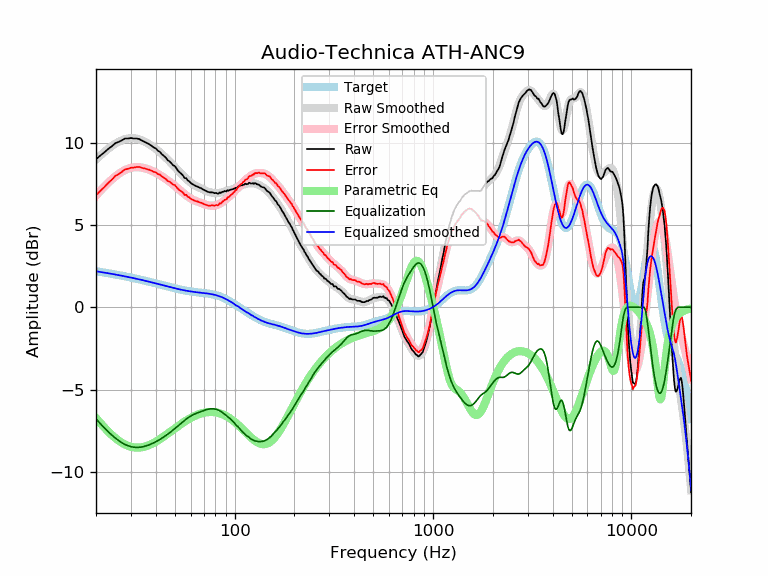 Audio-Technica ATH-ANC9
Target
Raw Smoothed
Error Smoothed
Raw
Error
Parametric Eq
Equalization
Equalized smoothed
10
5
0
−5
−10
Amplitude (dBr)
100
1000
10000
Frequency (Hz)